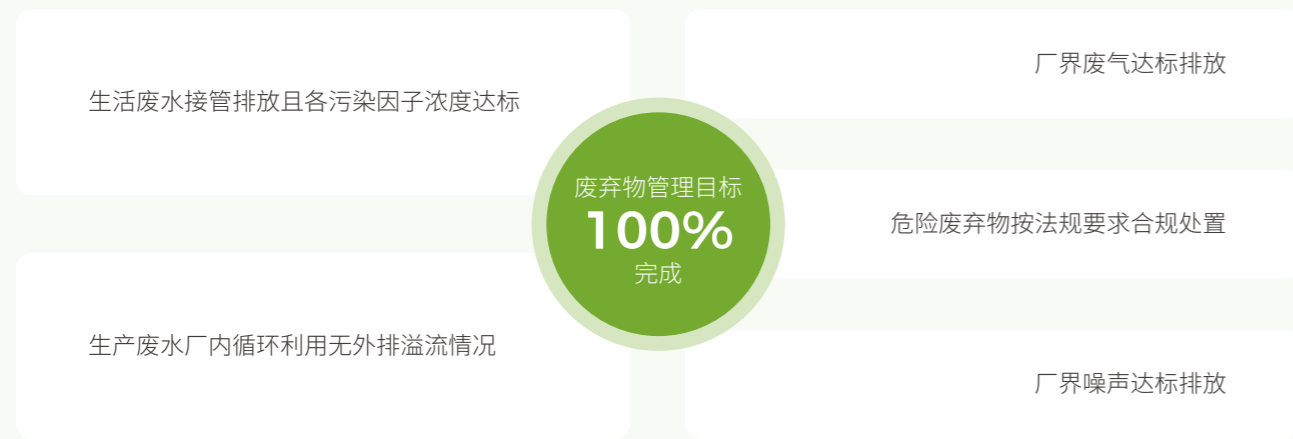 生活废水接管排放且各污染因子浓度达标
生产废水厂内循环利用无外排溢流情况
废弃物管理目标
100%
完成
厂界废气达标排放
危险废弃物按法规要求合规处置
厂界噪声达标排放